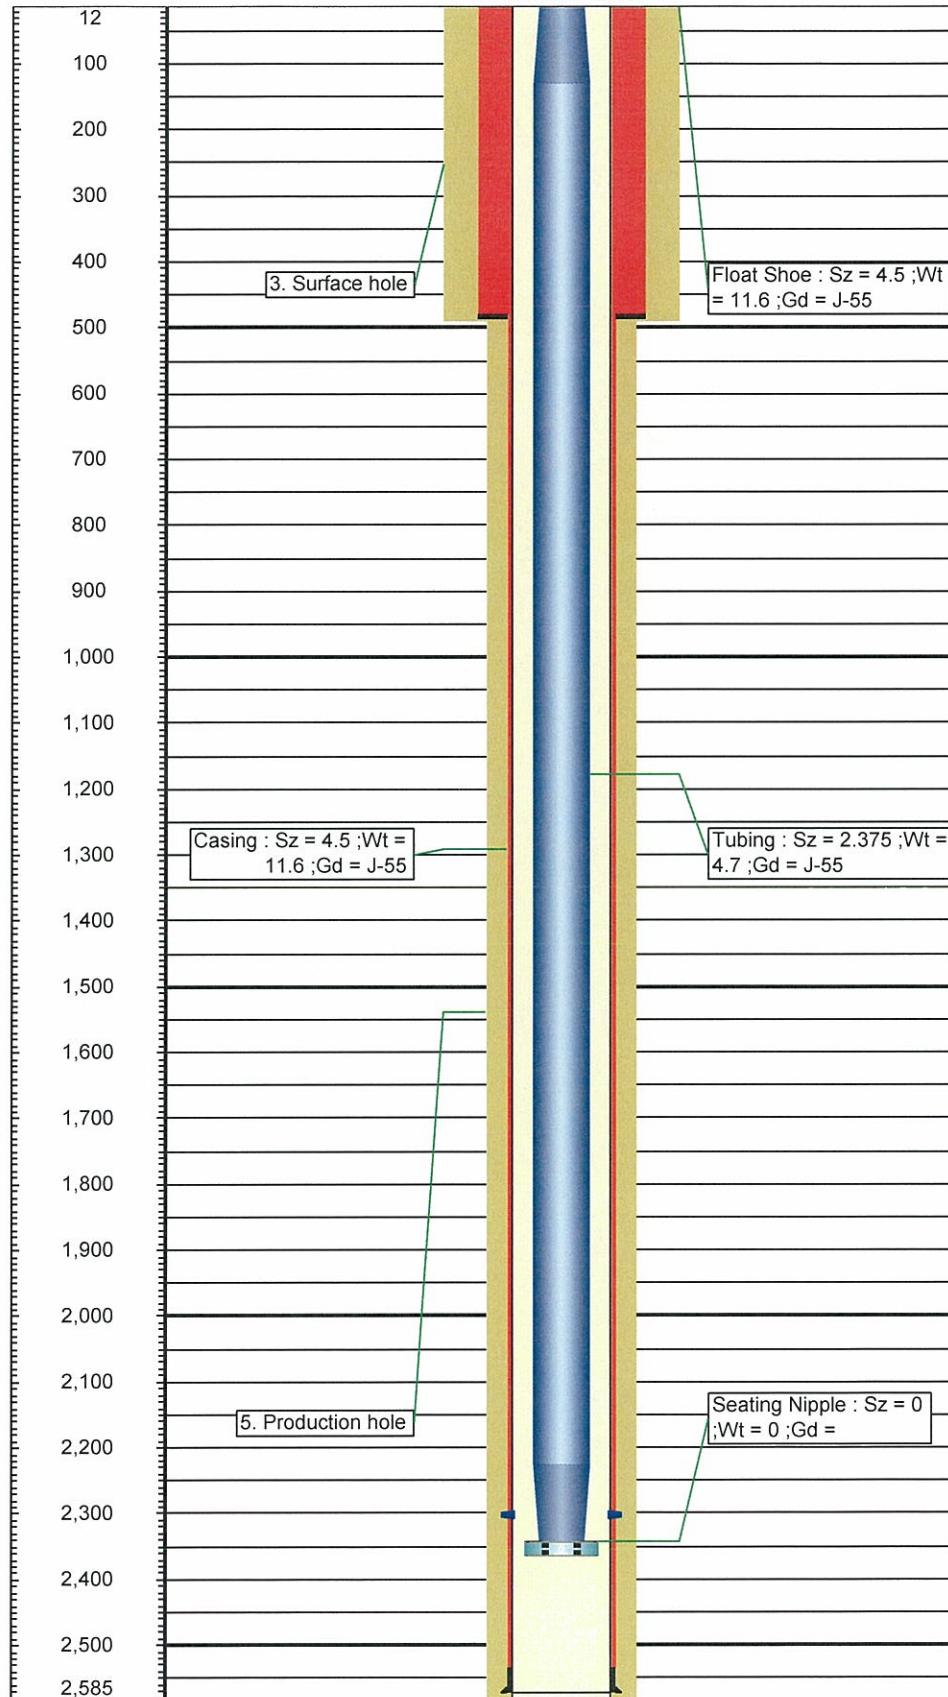 12
100
200
300
400
500
600
700
800
900
1,000
1,100
1,200
1,300
1,400
1,500
1,600
1,700
1,800
1,900
2,000
2,100
2,200
2,300
2,400
2,500
2,585
3. Surface hole
Float Shoe : Sz = 4.5 ;Wt
= 11.6 ;Gd = J-55
Casing : Sz = 4.5 ;Wt =
11.6 ;Gd = J-55
Tubing : Sz = 2.375 ;Wt =
4.7 ;Gd = J-55
5. Production hole
Seating Nipple : Sz = 0
;Wt = 0 ;Gd =